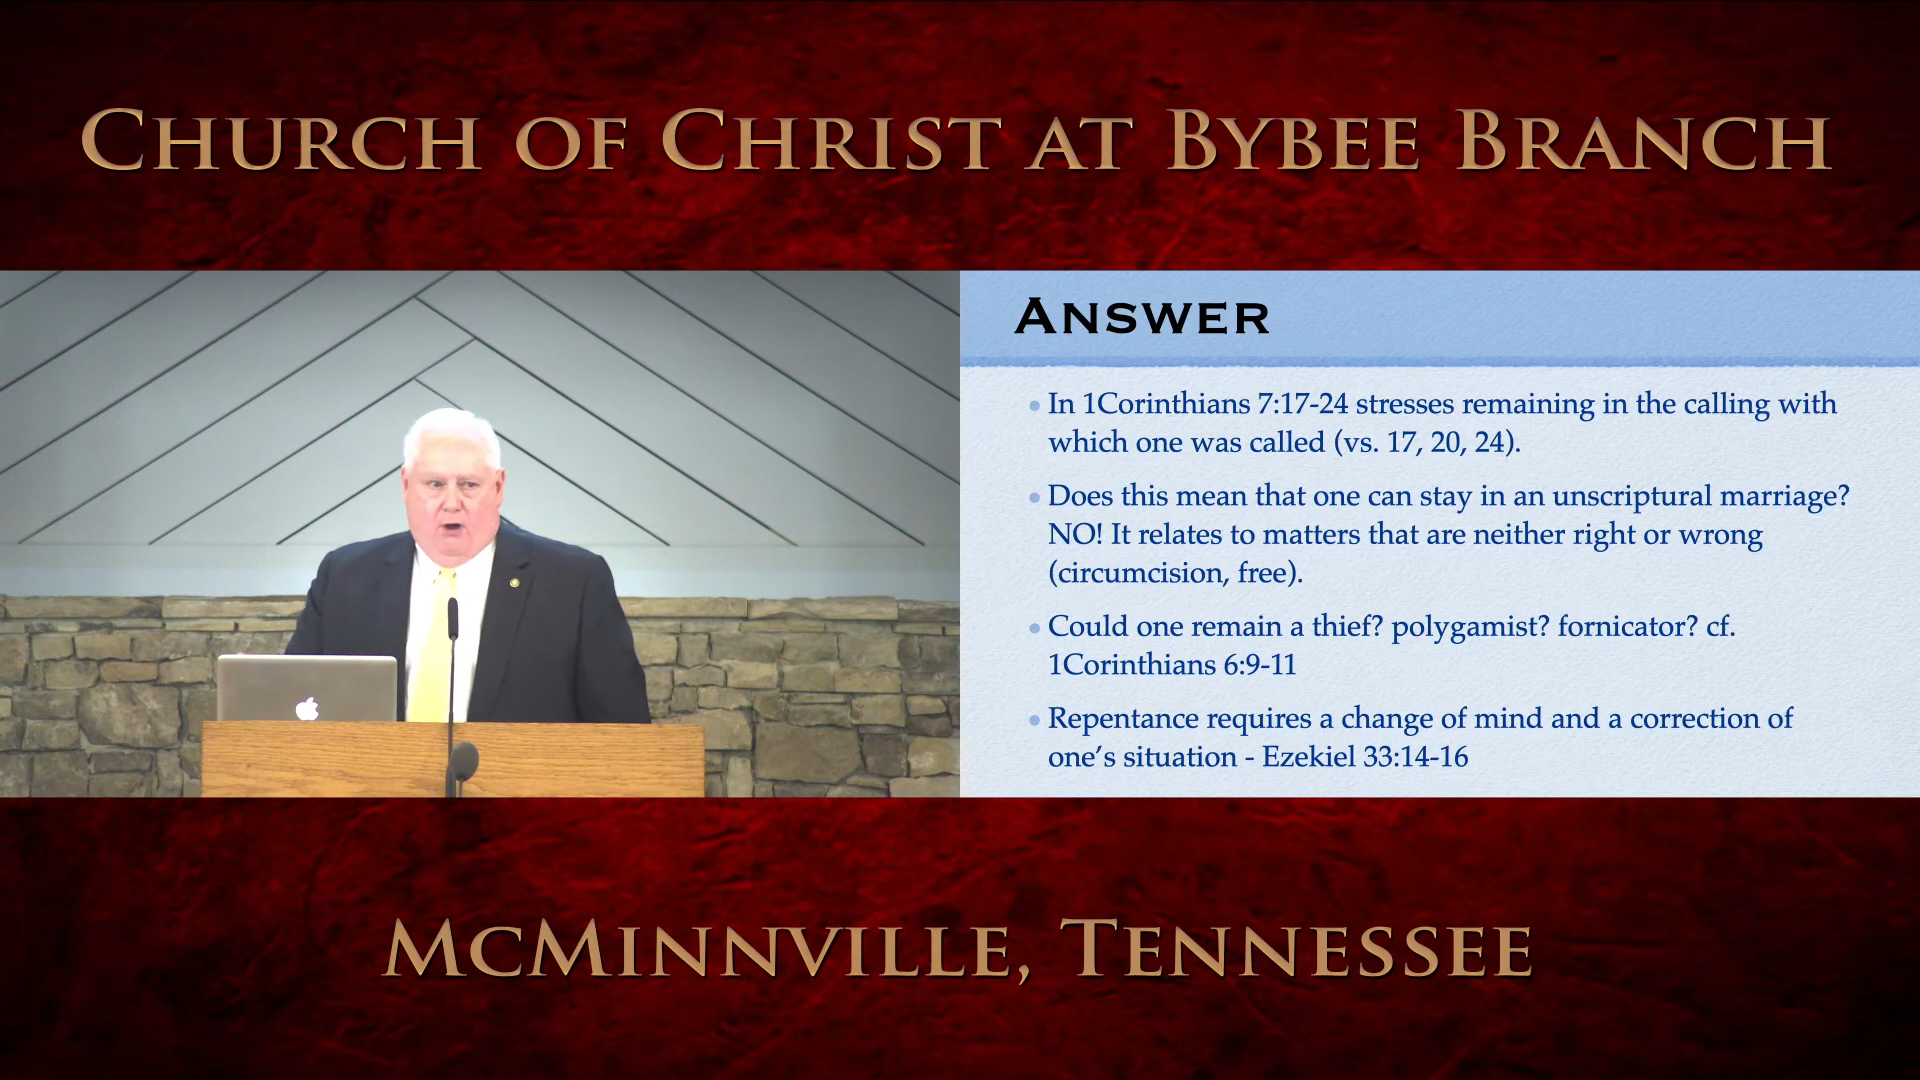 CHURCH OF CHRIST AT BYBEE BRANCH
ANSWER
• In 1Corinthians 7:17-24 stresses remaining in the calling with
which one was called (vs. 17, 20, 24).
• Does this mean that one can stay in an unscriptural marriage?
NO! It relates to matters that are neither right or wrong
(circumcision, free).
• Could one remain a thief? polygamist? fornicator? cf.
1Corinthians 6:9-11
• Repentance requires a change of mind and a correction of
one’s situation - Ezekiel 33:14-16
MCMINNVILLE, TENNESSEE